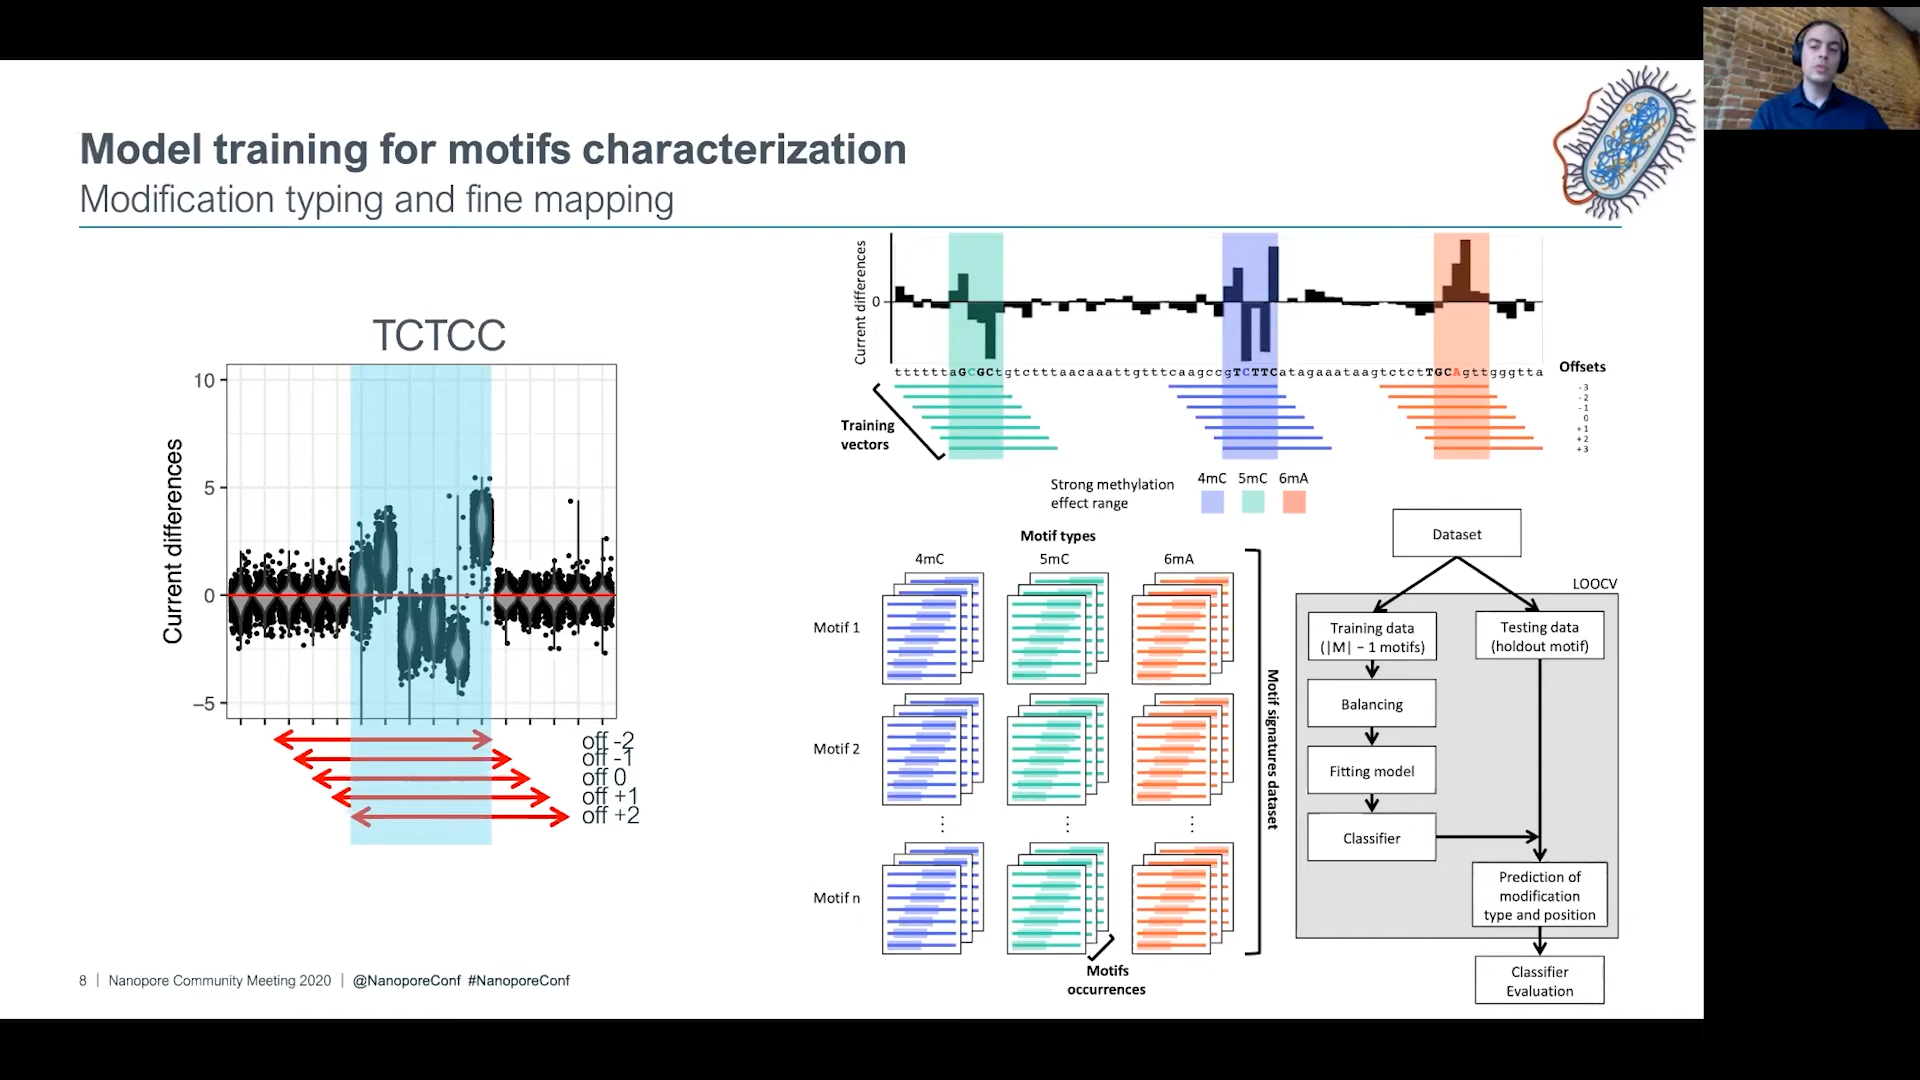 Model training for motifs characterization
Modification typing and fine mapping
TCTCC
Current differences
10
5
0
−5
off -2
off -1
off 0
off +1
off +2
Current differences
0
ttttttaGCGCtgtctttaacaaattgtttcaagccgTCTTCatagaaataagtctctTGCAgttgggtta
Offsets
-3
-2
-1
0
+1
+2
+3
Training
vectors
Strong methylation
effect range
4mC 5mC 6mA
Motif types
4mC 5mC 6mA
Motif 1
Motif 2
⋮ ⋮ ⋮
Motif n
Motif signatures dataset
Motifs
occurrences
Dataset
LOOCV
Training data
(|M| − 1 motifs)
Testing data
(holdout motif)
Balancing
Fitting model
Classifier
Prediction of
modification
type and position
Classifier
Evaluation
8 | Nanopore Community Meeting 2020 | @NanoporeConf #NanoporeConf